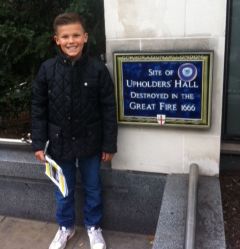 Site of
Upholders' Hall
Destroyed in the
Great Fire 1666